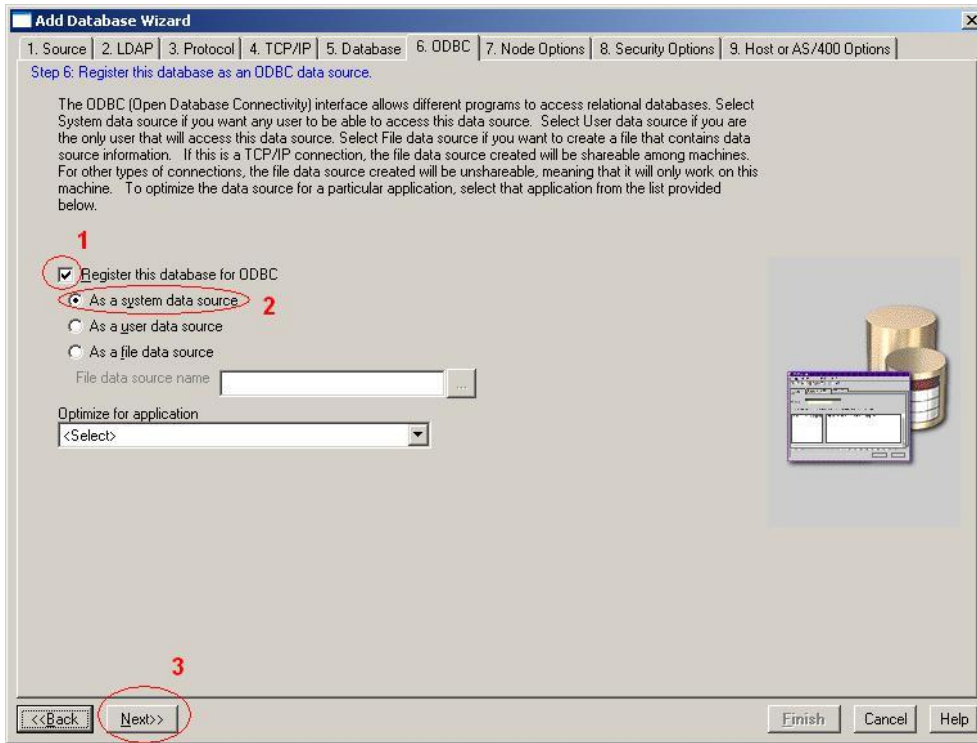 Add Database Wizard
1. Source 2. LDAP 3. Protocol 4. TCP/IP 5. Database 6. ODBC 7. Node Options 8. Security Options 9. Host or AS/400 Options
Step 6: Register this database as an ODBC data source.
The ODBC (Open Database Connectivity) interface allows different programs to access relational databases. Select
System data source if you want any user to be able to access this data source. Select User data source if you are
the only user that will access this data source. Select File data source if you want to create a file that contains data
source information. If this is a TCP/IP connection, the file data source created will be shareable among machines.
For other types of connections, the file data source created will be unshareable, meaning that it will only work on this
machine. To optimize the data source for a particular application, select that application from the list provided
below.
1
Register this database for ODBC
As a system data source 2
As a user data source
As a file data source
File data source name ...
Optimize for application
<Select>
3
<<Back Next>> Finish Cancel Help